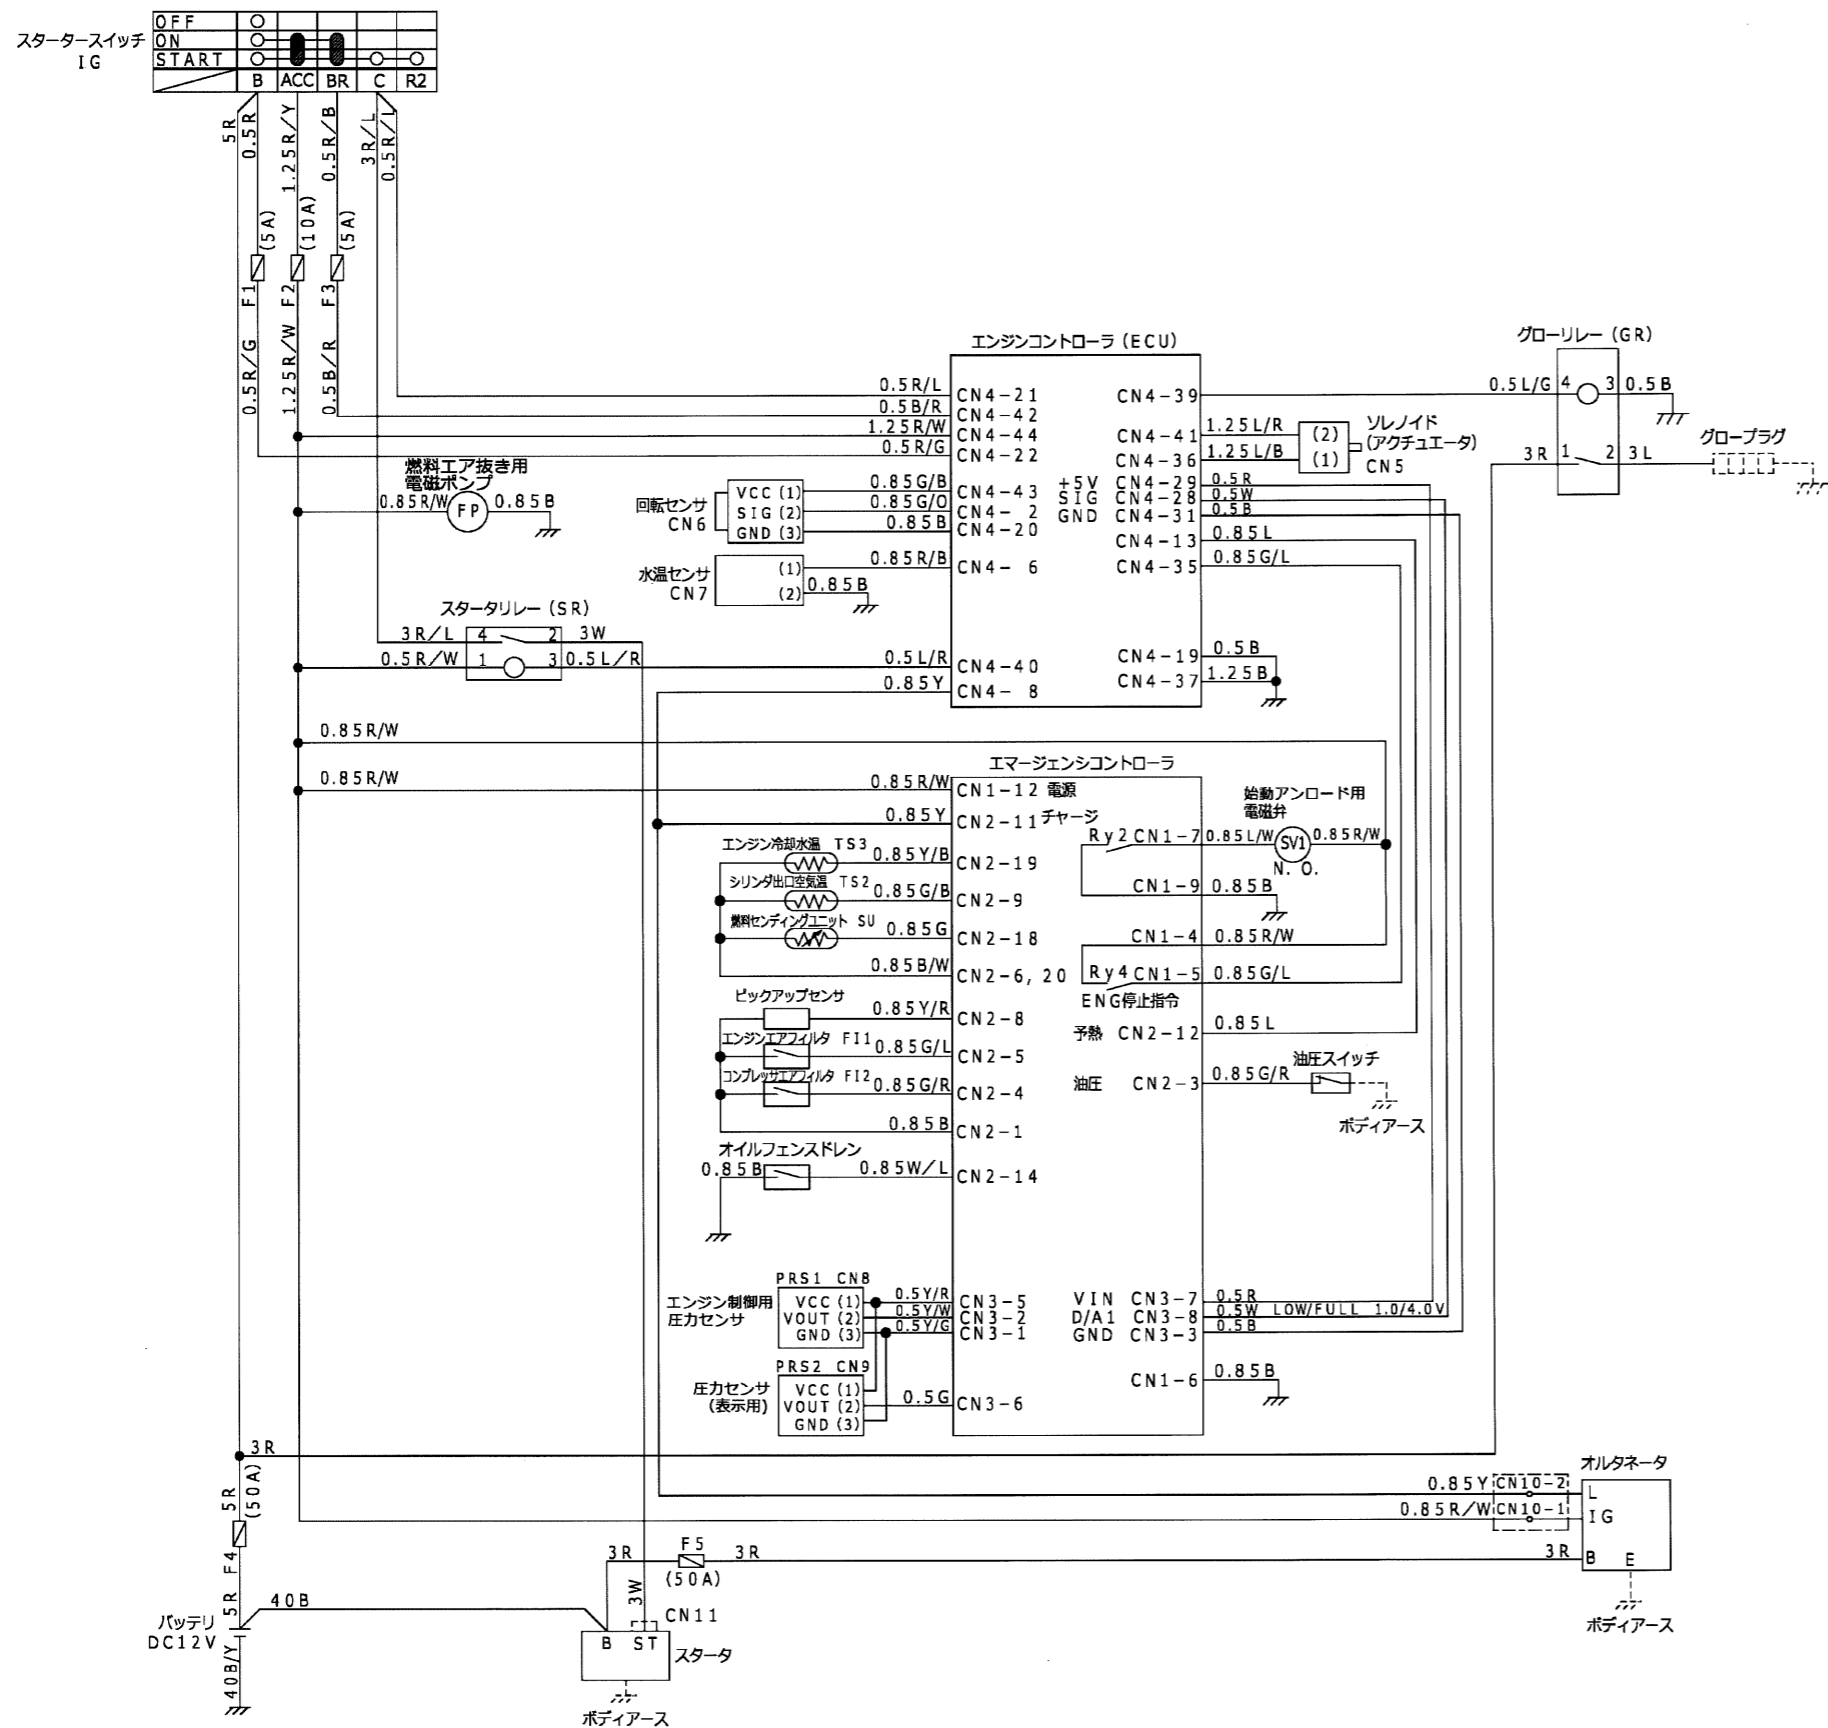 OFF
スタータースイッチ
IG
ON
START
B ACC BR C R2
5R
0.5R
1.25R/Y
0.5R/B
3R/L
0.5R/L
(5A)
(10A)
(5A)
F1
F2
F3
0.5R/G
1.25R/W
0.5B/R
エンジンコントローラ(ECU)
0.5R/L CN4-21
0.5B/R CN4-42
1.25R/W CN4-44
0.5R/G CN4-22
燃料エア抜き用
電磁ポンプ
0.85R/W FP 0.85B
回転センサ
CN6
VCC(1) 0.85G/B CN4-43
SIG(2) 0.85G/O CN4- 2
GND(3) 0.85B CN4-20
水温センサ
CN7
(1) 0.85R/B CN4- 6
(2) 0.85B
スタータリレー(SR)
3R/L 4 2 3W
0.5R/W 1 3 0.5L/R
0.5L/R CN4-40
0.85Y CN4- 8
CN4-39 0.5L/G
グローリレー(GR)
4 3 0.5B
3R 1 2 3L
グロープラグ
CN4-41 1.25L/R (2)
CN4-36 1.25L/B (1)
ソレノイド
(アクチュエータ)
CN5
+5V CN4-29 0.5R
SIG CN4-28 0.5W
GND CN4-31 0.5B
CN4-13 0.85L
CN4-35 0.85G/L
CN4-19 0.5B
CN4-37 1.25B
0.85R/W
0.85R/W
エマージェンシコントローラ
0.85R/W CN1-12 電源
0.85Y CN2-11 チャージ
エンジン冷却水温 TS3 0.85Y/B CN2-19
シリンダ出口空気温 TS2 0.85G/B CN2-9
燃料センディングユニット SU 0.85G CN2-18
0.85B/W CN2-6,20
ピックアップセンサ 0.85Y/R CN2-8
エンジンエアフィルタ FI1 0.85G/L CN2-5
コンプレッサエアフィルタ FI2 0.85G/R CN2-4
0.85B CN2-1
オイルフェンスドレン
0.85B 0.85W/L CN2-14
始動アンロード用
電磁弁
Ry2 CN1-7 0.85L/W SV1 0.85R/W
N.O.
CN1-9 0.85B
CN1-4 0.85R/W
Ry4 CN1-5 0.85G/L
ENG停止指令
予熱 CN2-12 0.85L
油圧スイッチ
油圧 CN2-3 0.85G/R
ボディアース
PRS1 CN8
エンジン制御用
圧力センサ
VCC(1) 0.5Y/R CN3-5
VOUT(2) 0.5Y/W CN3-2
GND(3) 0.5Y/G CN3-1
PRS2 CN9
圧力センサ
(表示用)
VCC(1)
VOUT(2) 0.5G CN3-6
GND(3)
VIN CN3-7 0.5R
D/A1 CN3-8 0.5W LOW/FULL 1.0/4.0V
GND CN3-3 0.5B
CN1-6 0.85B
3R
5R
(50A)
F4
5R
オルタネータ
0.85Y CN10-2 L
0.85R/W CN10-1 IG
3R F5 3R 3R B E
(50A)
ボディアース
バッテリ
DC12V
40B
40B/Y
3W
CN11
B ST
スタータ
ボディアース